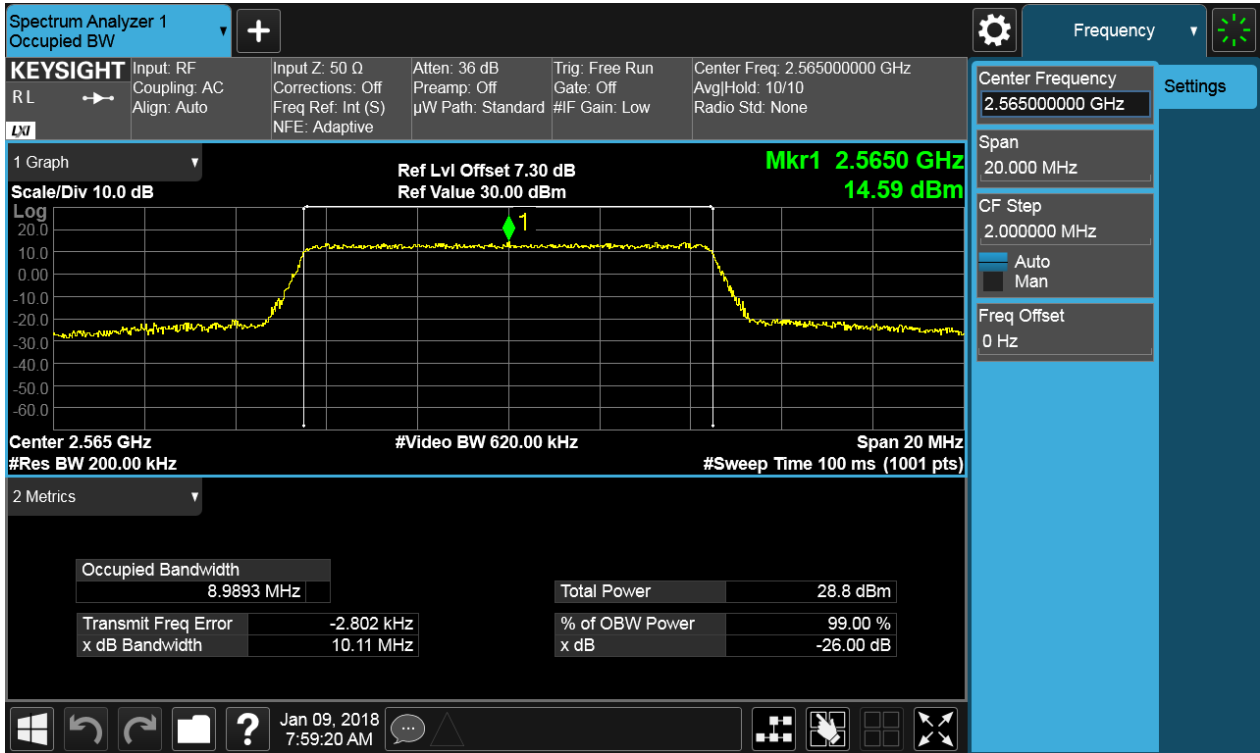 Spectrum Analyzer 1
Occupied BW
+
Frequency
KEYSIGHT
RL
LXI
Input: RF
Coupling: AC
Align: Auto
Input Z: 50 Ω
Corrections: Off
Freq Ref: Int (S)
NFE: Adaptive
Atten: 36 dB
Preamp: Off
µW Path: Standard
Trig: Free Run
Gate: Off
#IF Gain: Low
Center Freq: 2.565000000 GHz
Avg|Hold: 10/10
Radio Std: None
Center Frequency
2.565000000 GHz
Settings
Span
20.000 MHz
CF Step
2.000000 MHz
Auto
Man
Freq Offset
0 Hz
1 Graph
Scale/Div 10.0 dB
Ref Lvl Offset 7.30 dB
Ref Value 30.00 dBm
Mkr1 2.5650 GHz
14.59 dBm
Log
1
20.0
10.0
0.00
-10.0
-20.0
-30.0
-40.0
-50.0
-60.0
Center 2.565 GHz
#Video BW 620.00 kHz
Span 20 MHz
#Res BW 200.00 kHz
#Sweep Time 100 ms (1001 pts)
2 Metrics
Occupied Bandwidth
8.9893 MHz
Total Power 28.8 dBm
Transmit Freq Error -2.802 kHz
% of OBW Power 99.00 %
x dB Bandwidth 10.11 MHz
x dB -26.00 dB
?
Jan 09, 2018
7:59:20 AM